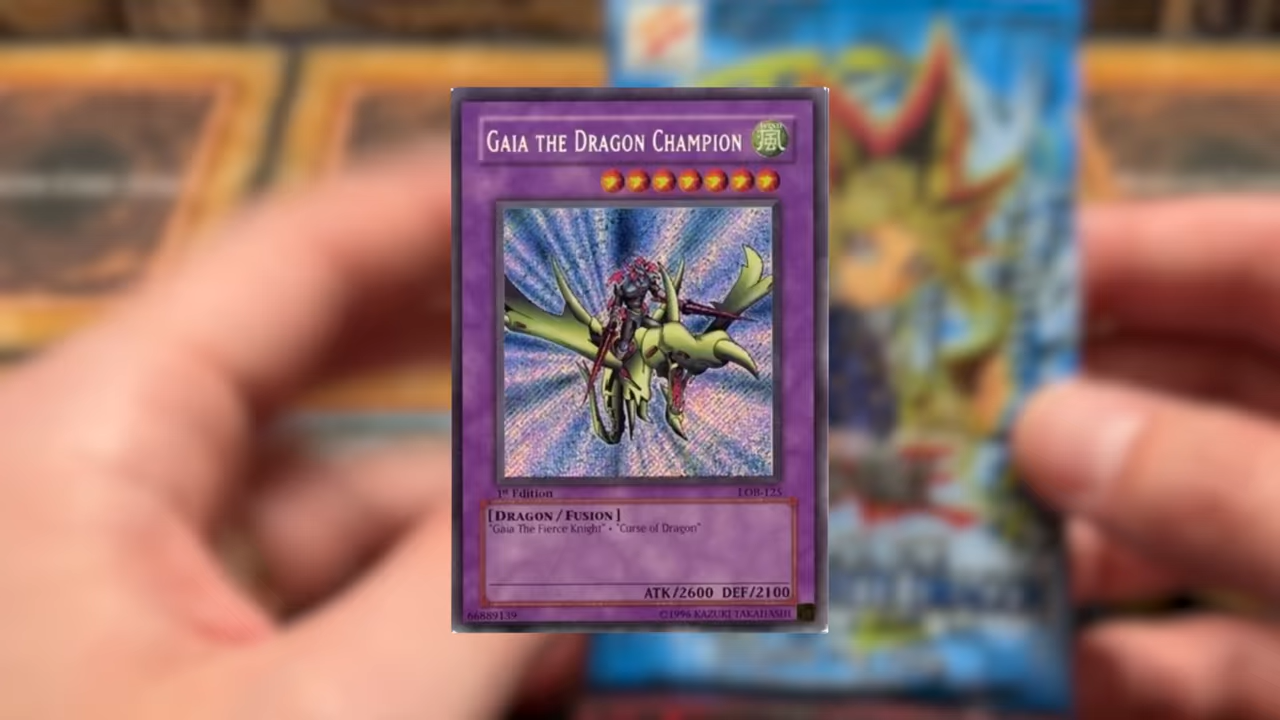 GAIA THE DRAGON CHAMPION
WIND
風
1st Edition
LOB-125
[DRAGON/FUSION]
"Gaia The Fierce Knight" + "Curse of Dragon"
ATK/2600 DEF/2100
66889139
©1996 KAZUKI TAKAHASHI